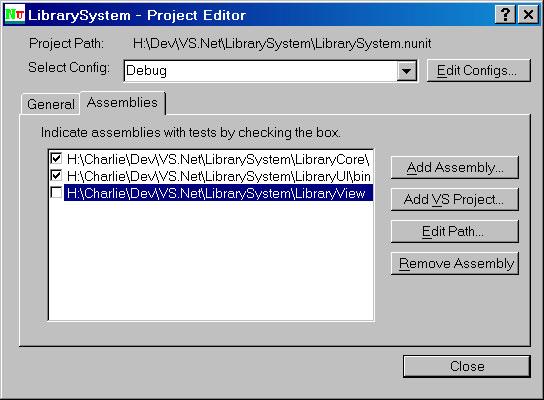 LibrarySystem - Project Editor
Project Path: H:\Dev\VS.Net\LibrarySystem\LibrarySystem.nunit
Select Config: Debug Edit Configs...
General Assemblies
Indicate assemblies with tests by checking the box.
H:\Charlie\Dev\VS.Net\LibrarySystem\LibraryCore\
H:\Charlie\Dev\VS.Net\LibrarySystem\LibraryUI\bin
H:\Charlie\Dev\VS.Net\LibrarySystem\LibraryView
Add Assembly...
Add VS Project...
Edit Path...
Remove Assembly
Close